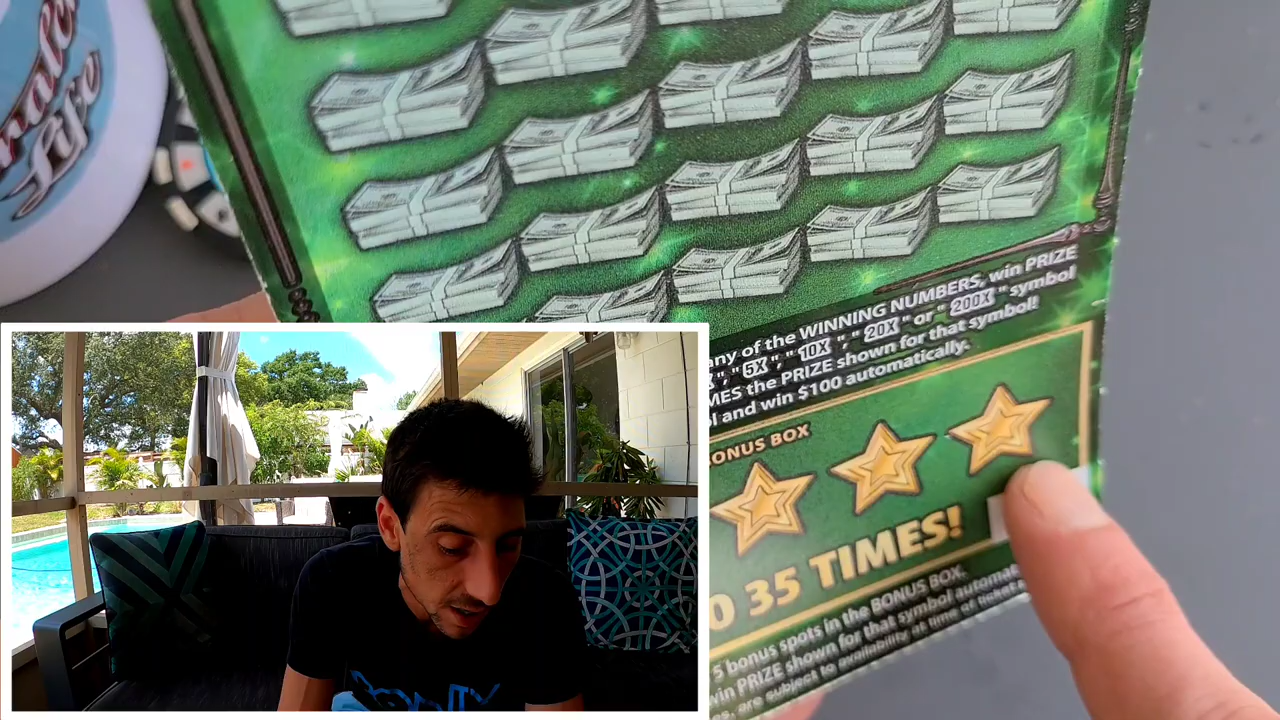 Life
any of the WINNING NUMBERS, win PRIZE
", "5X", "10X", "20X" or "200X" symbol
MES the PRIZE shown for that symbol!
and win $100 automatically.
BONUS BOX
35 TIMES!
5 bonus spots in the BONUS BOX.
win PRIZE shown for that symbol
are subject to availability at time of